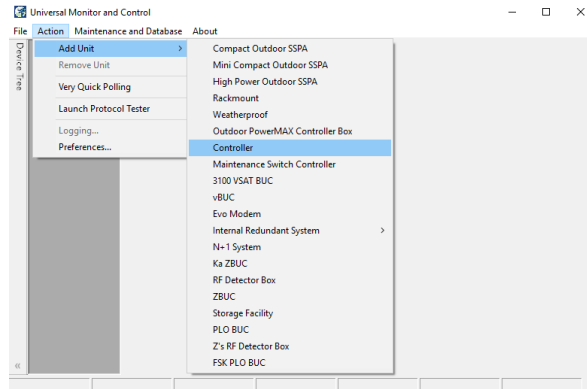 Universal Monitor and Control
File Action Maintenance and Database About
Device Tree
Add Unit
Remove Unit
Very Quick Polling
Launch Protocol Tester
Logging...
Preferences...
Compact Outdoor SSPA
Mini Compact Outdoor SSPA
High Power Outdoor SSPA
Rackmount
Weatherproof
Outdoor PowerMAX Controller Box
Controller
Maintenance Switch Controller
3100 VSAT BUC
vBUC
Evo Modem
Internal Redundant System
N+1 System
Ka ZBUC
RF Detector Box
ZBUC
Storage Facility
PLO BUC
Z's RF Detector Box
FSK PLO BUC